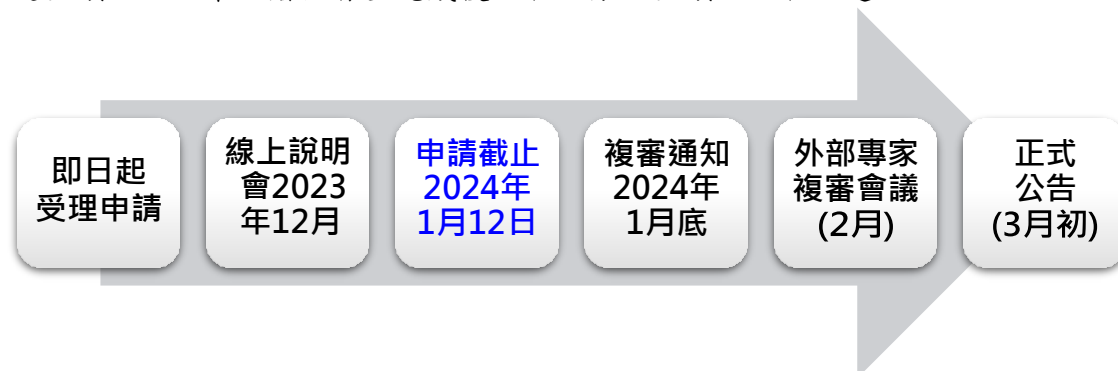 即日起
受理申請
線上說明
會2023
年12月
申請截止
2024年
1月12日
複審通知
2024年
1月底
外部專家
複審會議
(2月)
正式
公告
(3月初)